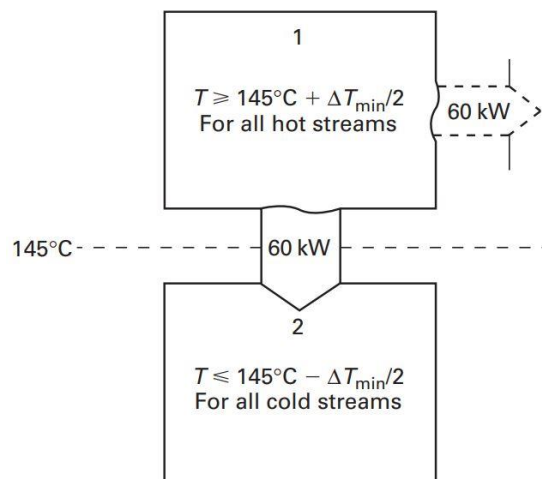 1
T ⩾ 145°C + ΔTmin/2
For all hot streams
60 kW
145°C
60 kW
2
T ⩽ 145°C − ΔTmin/2
For all cold streams